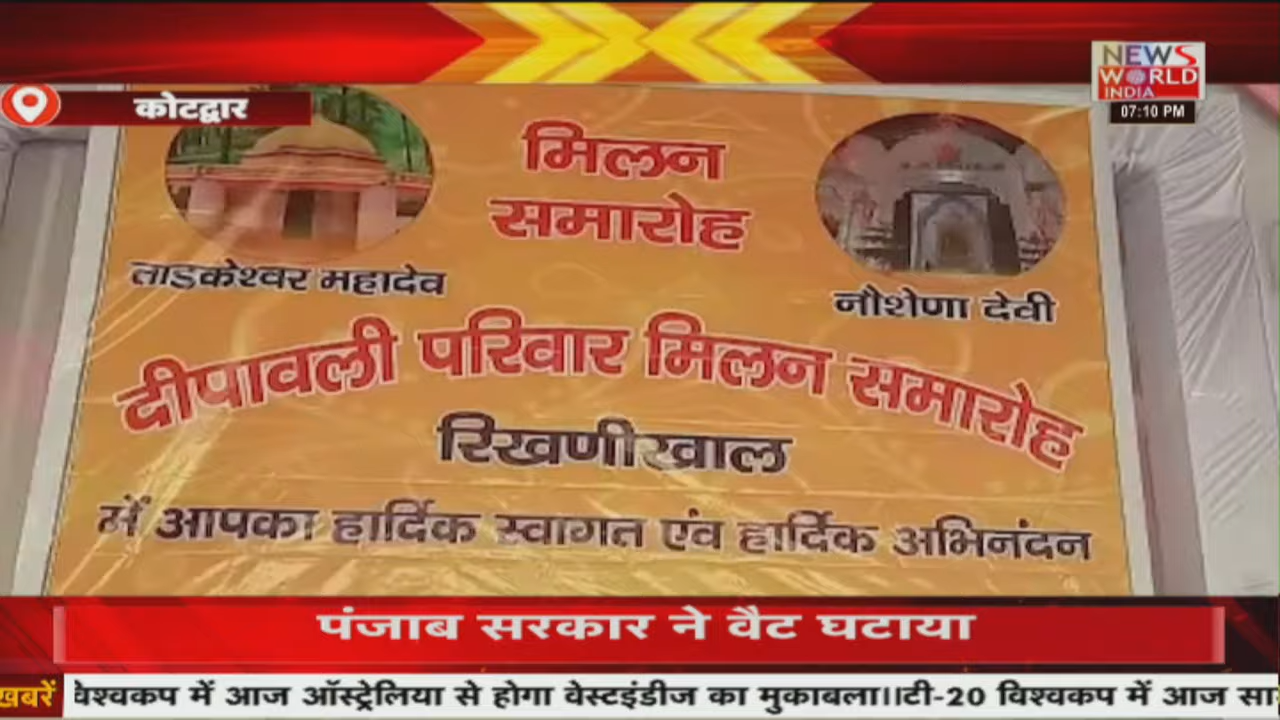 NEWS
WORLD
INDIA
07:10 PM
कोटद्वार
मिलन
समारोह
ताड़केश्वर महादेव
नौशेणा देवी
दीपावली परिवार मिलन समारोह
रिखणीखाल
में आपका हार्दिक स्वागत एंव हार्दिक अभिनंदन
पंजाब सरकार ने वैट घटाया
खबरें
वेश्वकप में आज ऑस्ट्रेलिया से होगा वेस्टइंडीज का मुकाबला।।टी-20 विश्वकप में आज सा